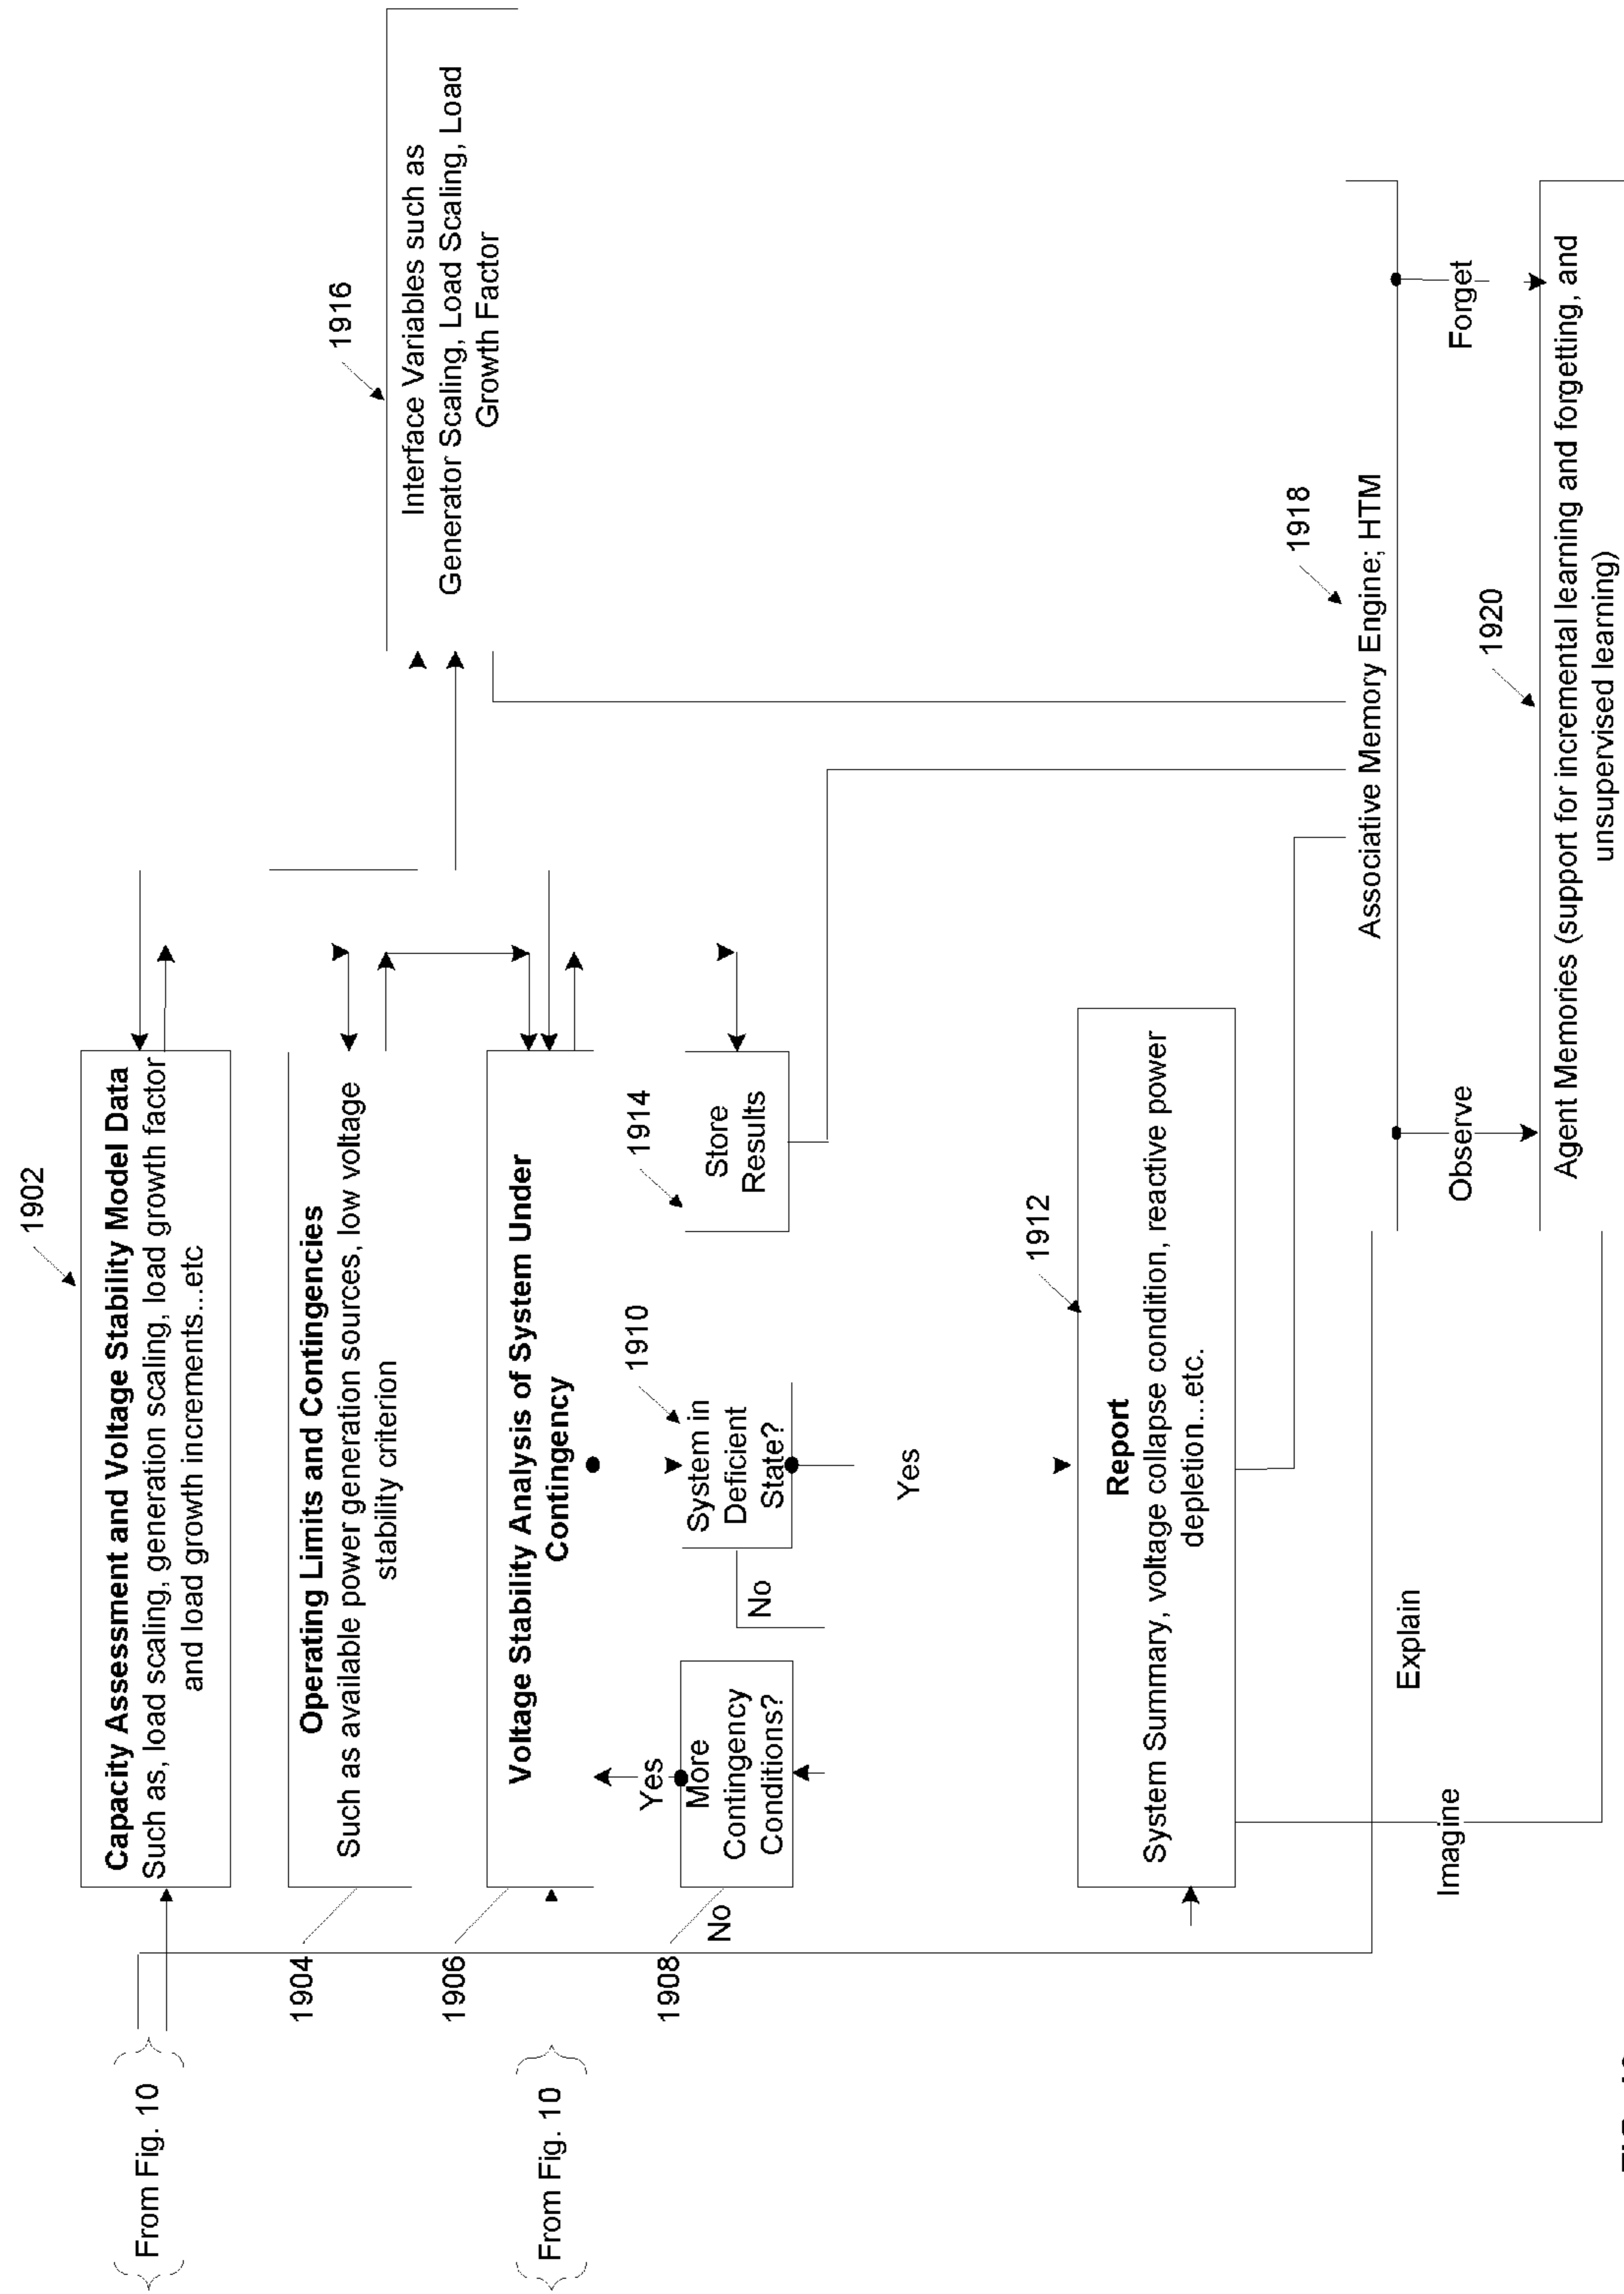 1902
Capacity Assessment and Voltage Stability Model Data
Such as, load scaling, generation scaling, load growth factor
and load growth increments...etc
From Fig. 10
Operating Limits and Contingencies
Such as available power generation sources, low voltage
stability criterion
1904
1916
Interface Variables such as
Generator Scaling, Load Scaling, Load
Growth Factor
Voltage Stability Analysis of System Under
Contingency
1906
From Fig. 10
Yes
More
Contingency
Conditions?
1908
No
No
1910
System in
Deficient
State?
1914
Store
Results
Yes
1912
Report
System Summary, voltage collapse condition, reactive power
depletion...etc.
1918
Associative Memory Engine; HTM
Explain
Imagine
Observe
Forget
1920
Agent Memories (support for incremental learning and forgetting, and
unsupervised learning)